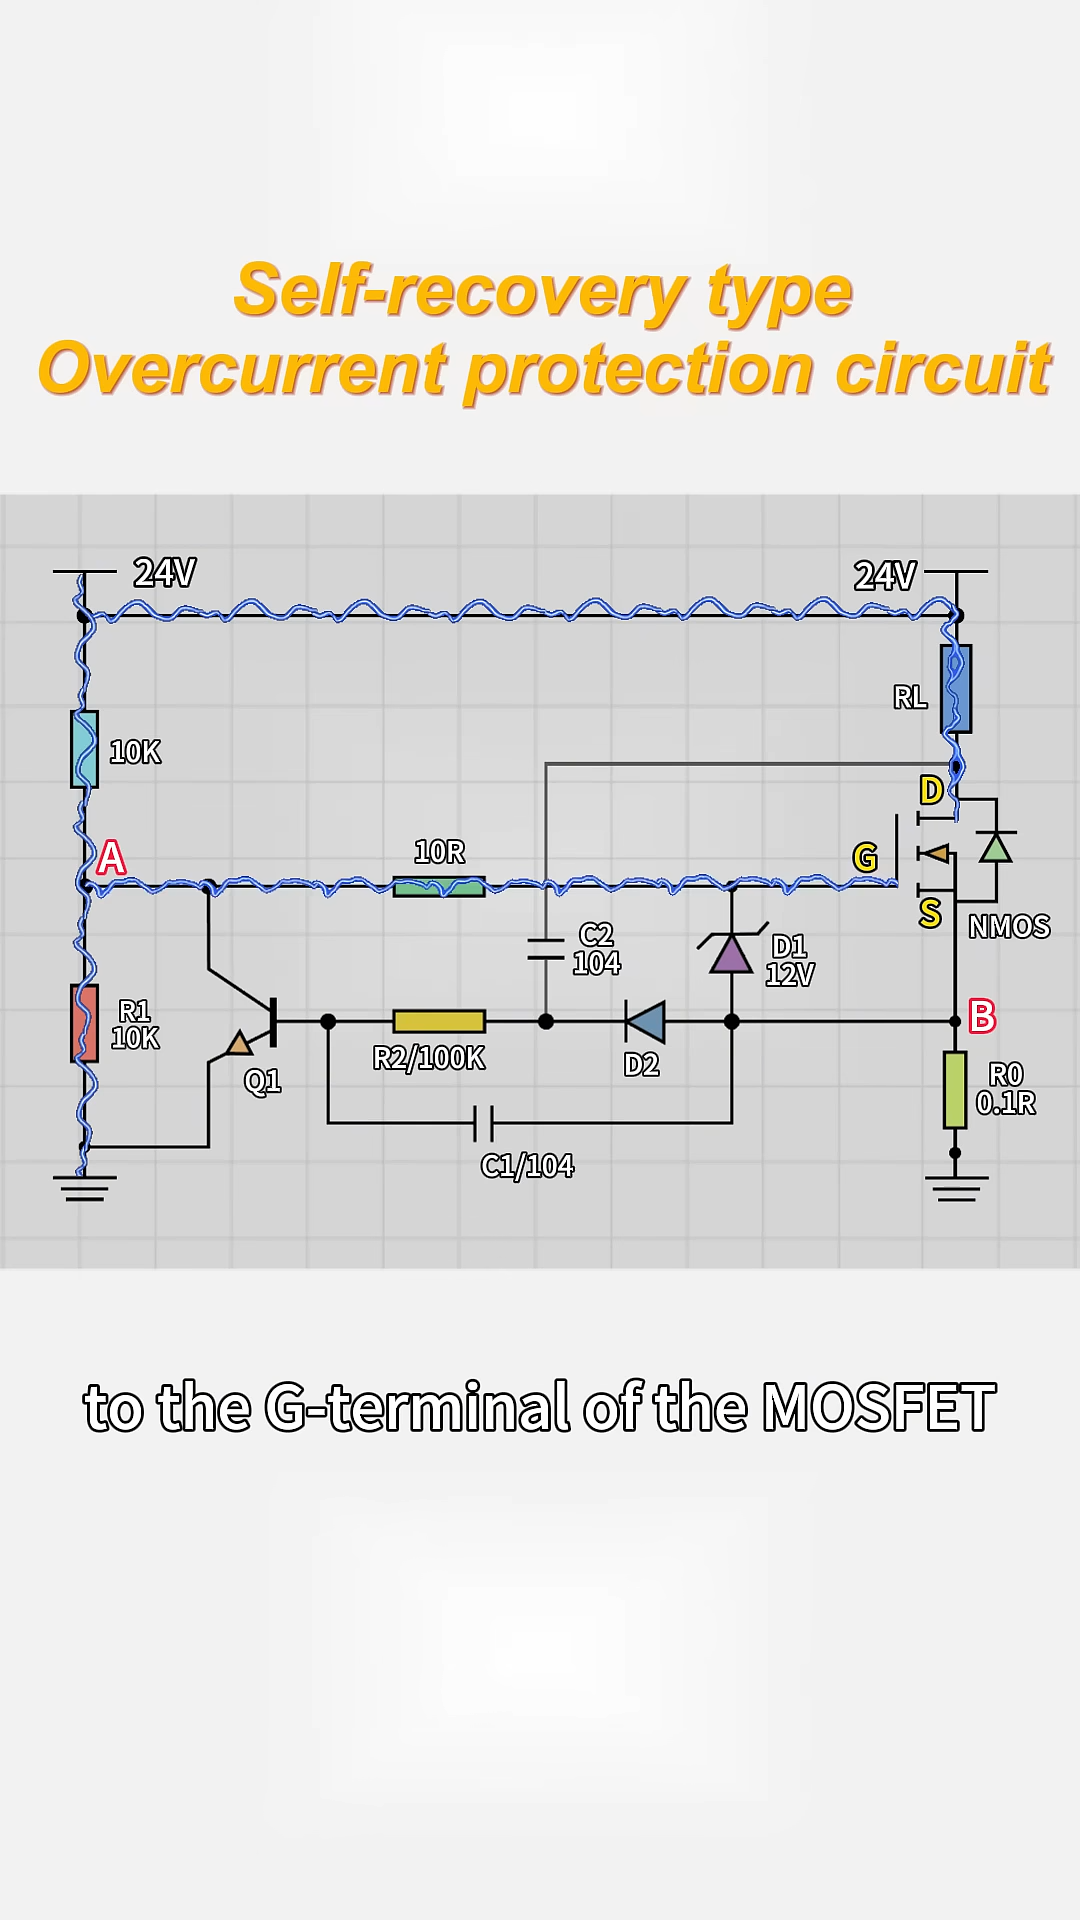 Self-recovery type
Overcurrent protection circuit
24V
24V
RL
10K
D
A
10R
G
S
NMOS
C2
104
D1
12V
R1
10K
B
R2/100K
D2
Q1
R0
0.1R
C1/104
to the G-terminal of the MOSFET